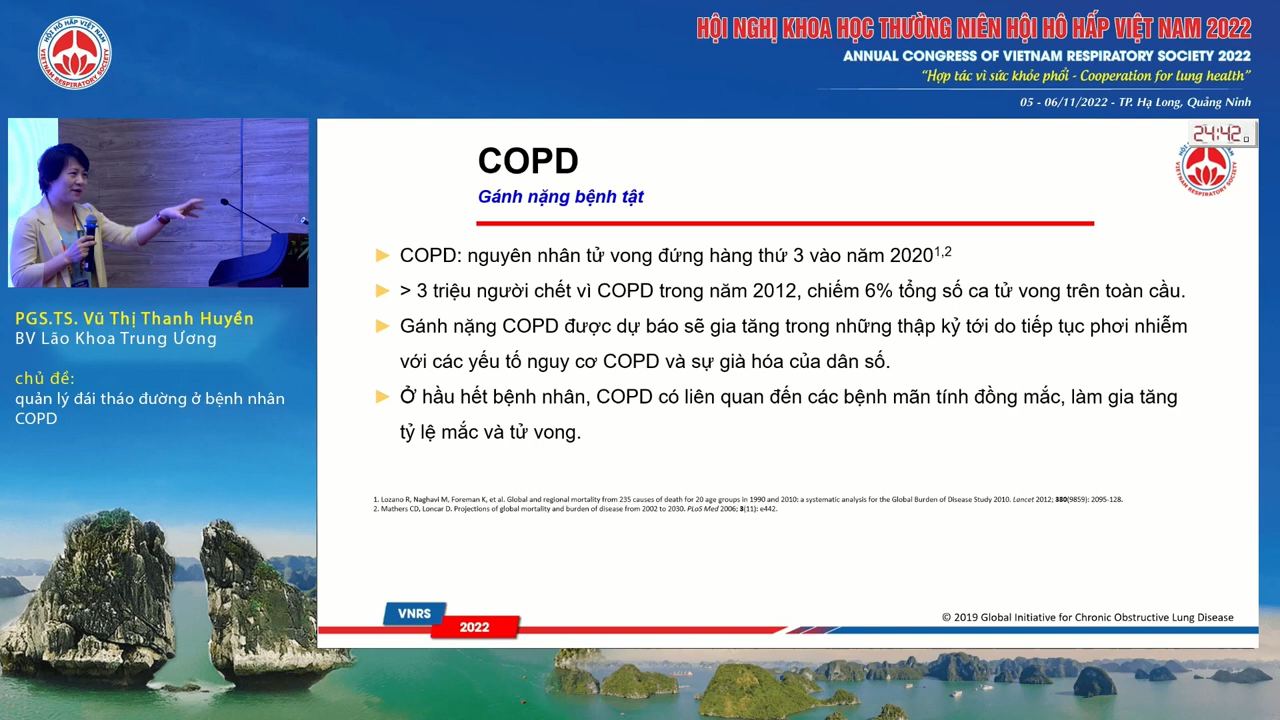 HỘI HÔ HẤP VIỆT NAM
VIETNAM RESPIRATORY SOCIETY
HỘI NGHỊ KHOA HỌC THƯỜNG NIÊN HỘI HÔ HẤP VIỆT NAM 2022
ANNUAL CONGRESS OF VIETNAM RESPIRATORY SOCIETY 2022
“Hợp tác vì sức khỏe phổi - Cooperation for lung health”
05 - 06/11/2022 - TP. Hạ Long, Quảng Ninh
24:42
PGS.TS. Vũ Thị Thanh Huyền
BV Lão Khoa Trung Ương
chủ đề:
quản lý đái tháo đường ở bệnh nhân
COPD
COPD
Gánh nặng bệnh tật
► COPD: nguyên nhân tử vong đứng hàng thứ 3 vào năm 2020¹,²
► > 3 triệu người chết vì COPD trong năm 2012, chiếm 6% tổng số ca tử vong trên toàn cầu.
► Gánh nặng COPD được dự báo sẽ gia tăng trong những thập kỷ tới do tiếp tục phơi nhiễm
với các yếu tố nguy cơ COPD và sự già hóa của dân số.
► Ở hầu hết bệnh nhân, COPD có liên quan đến các bệnh mãn tính đồng mắc, làm gia tăng
tỷ lệ mắc và tử vong.
1. Lozano R, Naghavi M, Foreman K, et al. Global and regional mortality from 235 causes of death for 20 age groups in 1990 and 2010: a systematic analysis for the Global Burden of Disease Study 2010. Lancet 2012; 380(9859): 2095-128.
2. Mathers CD, Loncar D. Projections of global mortality and burden of disease from 2002 to 2030. PLoS Med 2006; 3(11): e442.
VNRS
2022
© 2019 Global Initiative for Chronic Obstructive Lung Disease